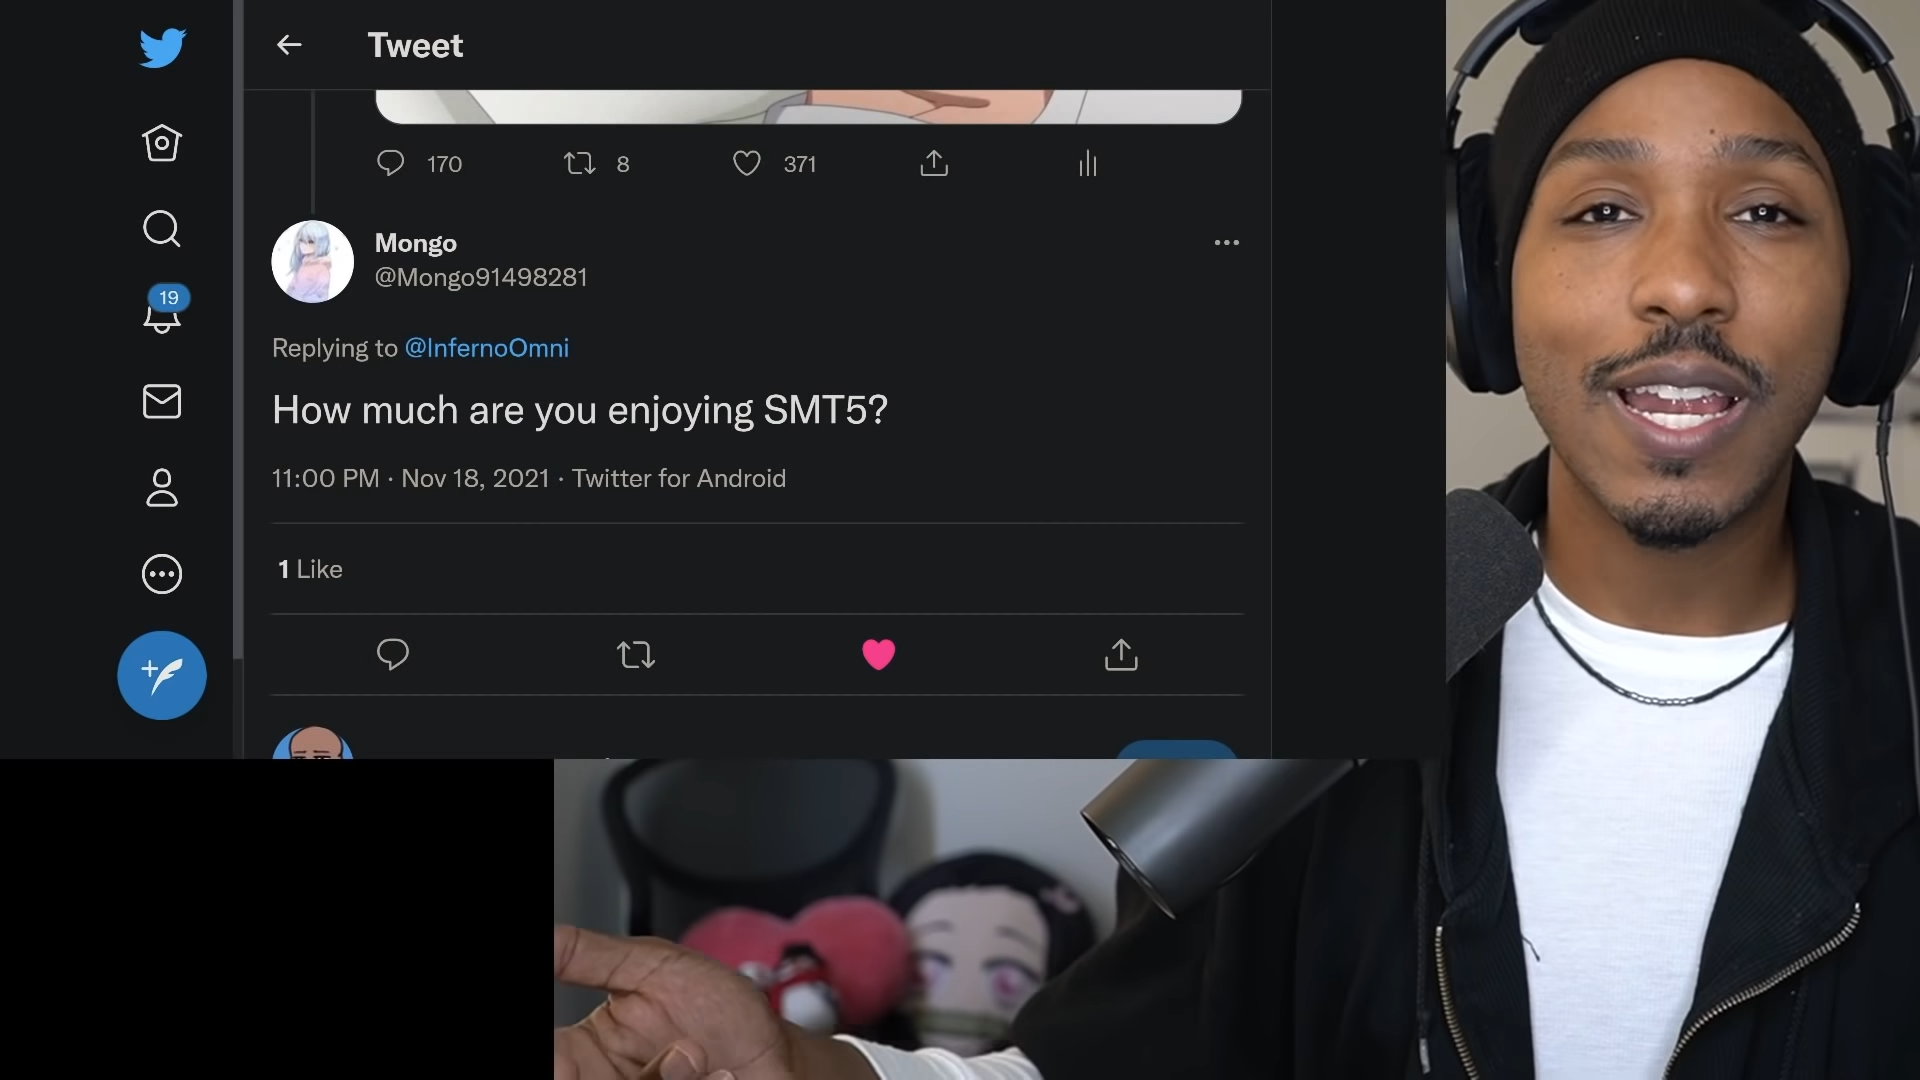 Tweet
170
8
371
Mongo
@Mongo91498281
19
Replying to @InfernoOmni
How much are you enjoying SMT5?
11:00 PM · Nov 18, 2021 · Twitter for Android
1 Like